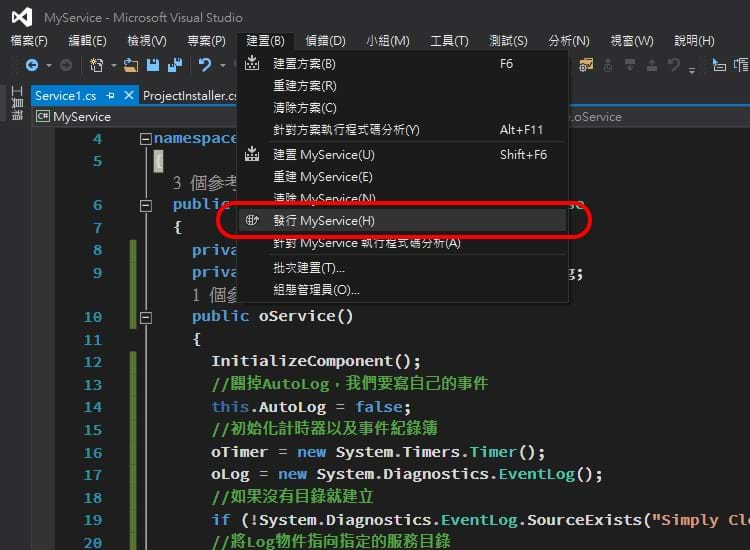 MyService - Microsoft Visual Studio
檔案(F) 編輯(E) 檢視(V) 專案(P) 建置(B) 偵錯(D) 小組(M) 工具(T) 測試(S) 分析(N) 視窗(W) 說明(H)
建置方案(B) F6
重建方案(R)
清除方案(C)
針對方案執行程式碼分析(Y) Alt+F11
建置 MyService(U) Shift+F6
重建 MyService(E)
清除 MyService(N)
發行 MyService(H)
針對 MyService 執行程式碼分析(A)
批次建置(T)...
組態管理員(O)...
工具箱
Service1.cs ProjectInstaller.cs
MyService .oService
4 namespace
5 {
3 個參考
6 public
7 {
8 priva
9 priva g;
1 個參
10 public oService()
11 {
12 InitializeComponent();
13 //關掉AutoLog，我們要寫自己的事件
14 this.AutoLog = false;
15 //初始化計時器以及事件紀錄簿
16 oTimer = new System.Timers.Timer();
17 oLog = new System.Diagnostics.EventLog();
18 //如果沒有目錄就建立
19 if (!System.Diagnostics.EventLog.SourceExists("Simply Cl
20 //將Log物件指向指定的服務目錄